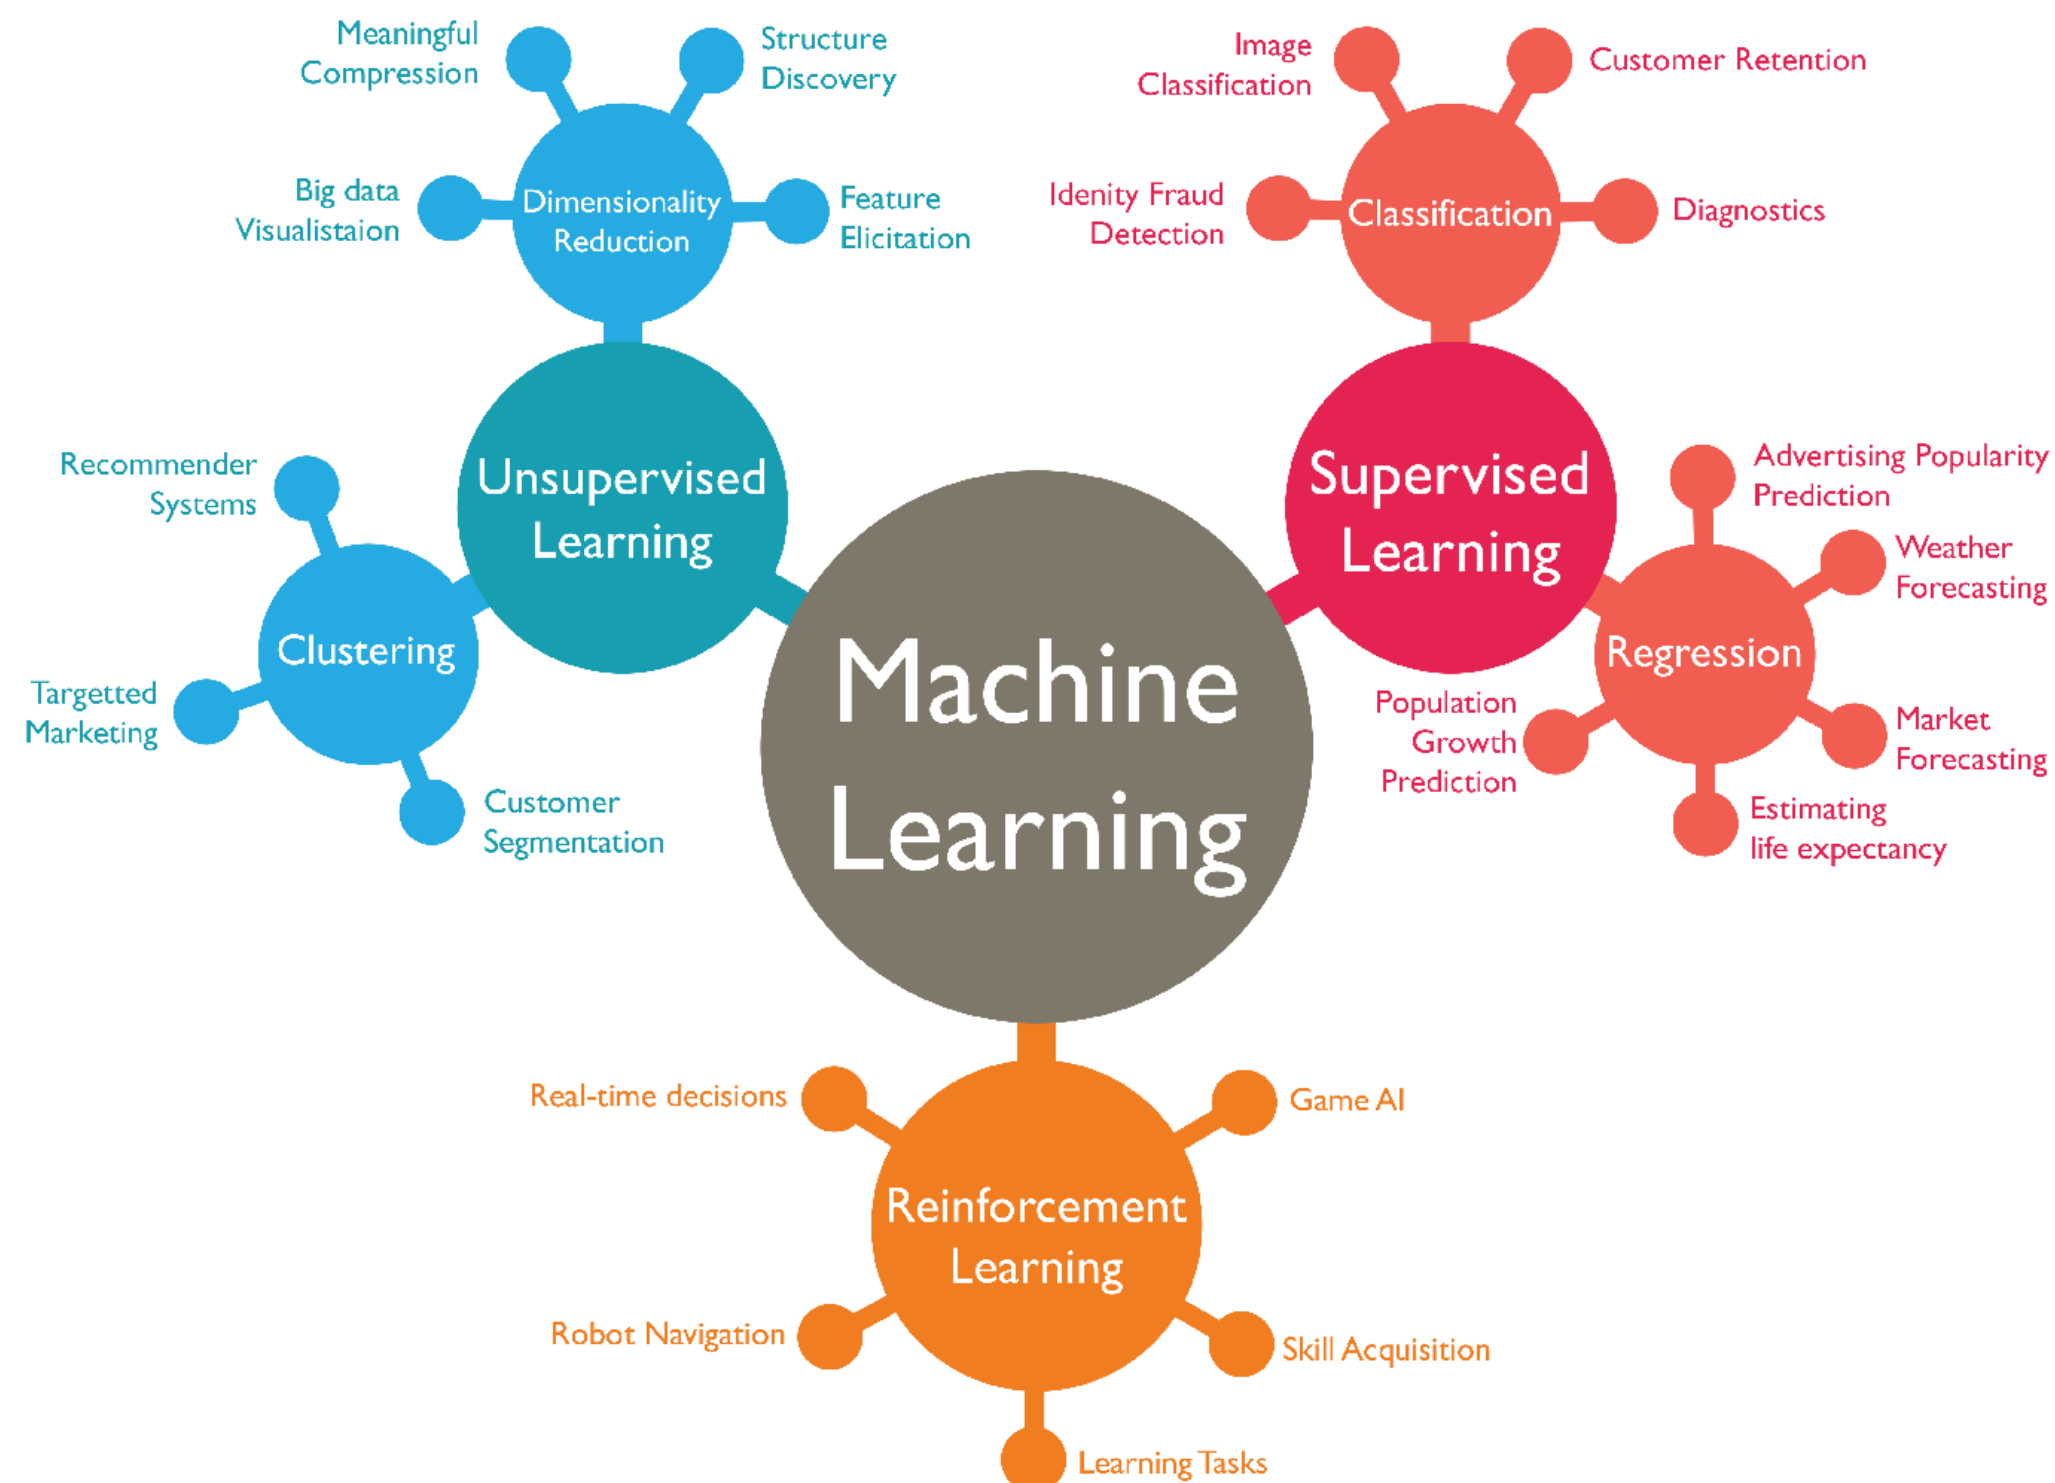 Meaningful
Compression
Structure
Discovery
Big data
Visualistaion
Dimensionality
Reduction
Feature
Elicitation
Image
Classification
Customer Retention
Idenity Fraud
Detection
Classification
Diagnostics
Unsupervised
Learning
Recommender
Systems
Clustering
Targetted
Marketing
Customer
Segmentation
Supervised
Learning
Advertising Popularity
Prediction
Weather
Forecasting
Regression
Population
Growth
Prediction
Market
Forecasting
Estimating
life expectancy
Machine
Learning
Real-time decisions
Game AI
Reinforcement
Learning
Robot Navigation
Skill Acquisition
Learning Tasks